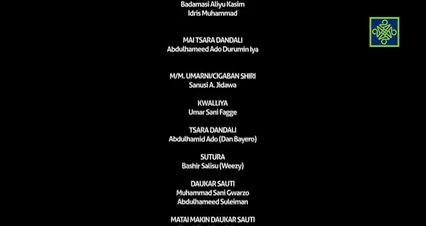 Badamasi Aliyu Kasim
Idris Muhammad
MAI TSARA DANDALI
Abdulhameed Ado Durumin Iya
M/M. UMARNI/CIGABAN SHIRI
Sanusi A. Jidawa
KWALLIYA
Umar Sani Fagge
TSARA DANDALI
Abdulhamid Ado (Dan Bayero)
SUTURA
Bashir Salisu (Weezy)
DAUKAR SAUTI
Muhammad Sani Gwarzo
Abdulhameed Suleiman
MATAI MAKIN DAUKAR SAUTI